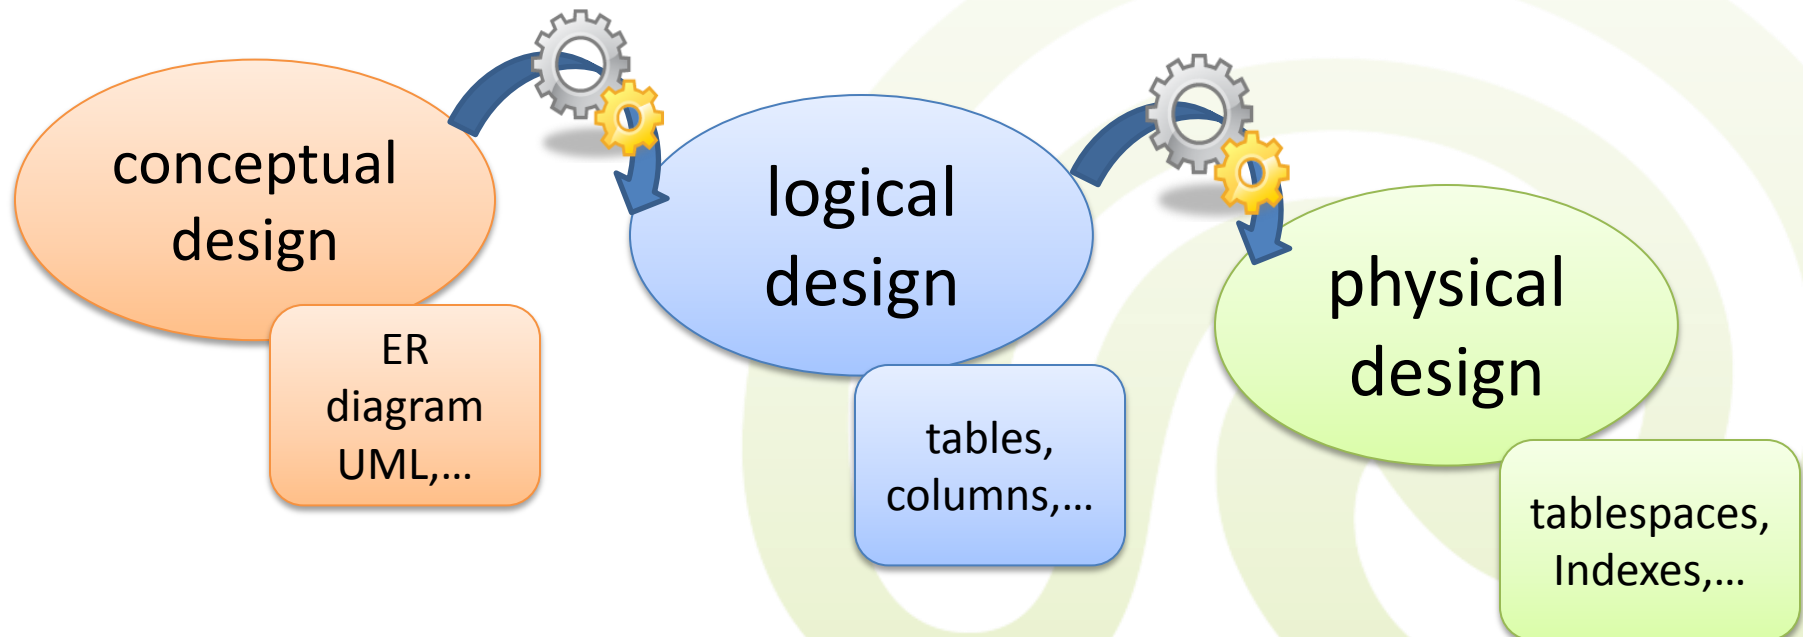 conceptual
design
ER
diagram
UML,...
logical
design
tables,
columns,...
physical
design
tablespaces,
Indexes,...